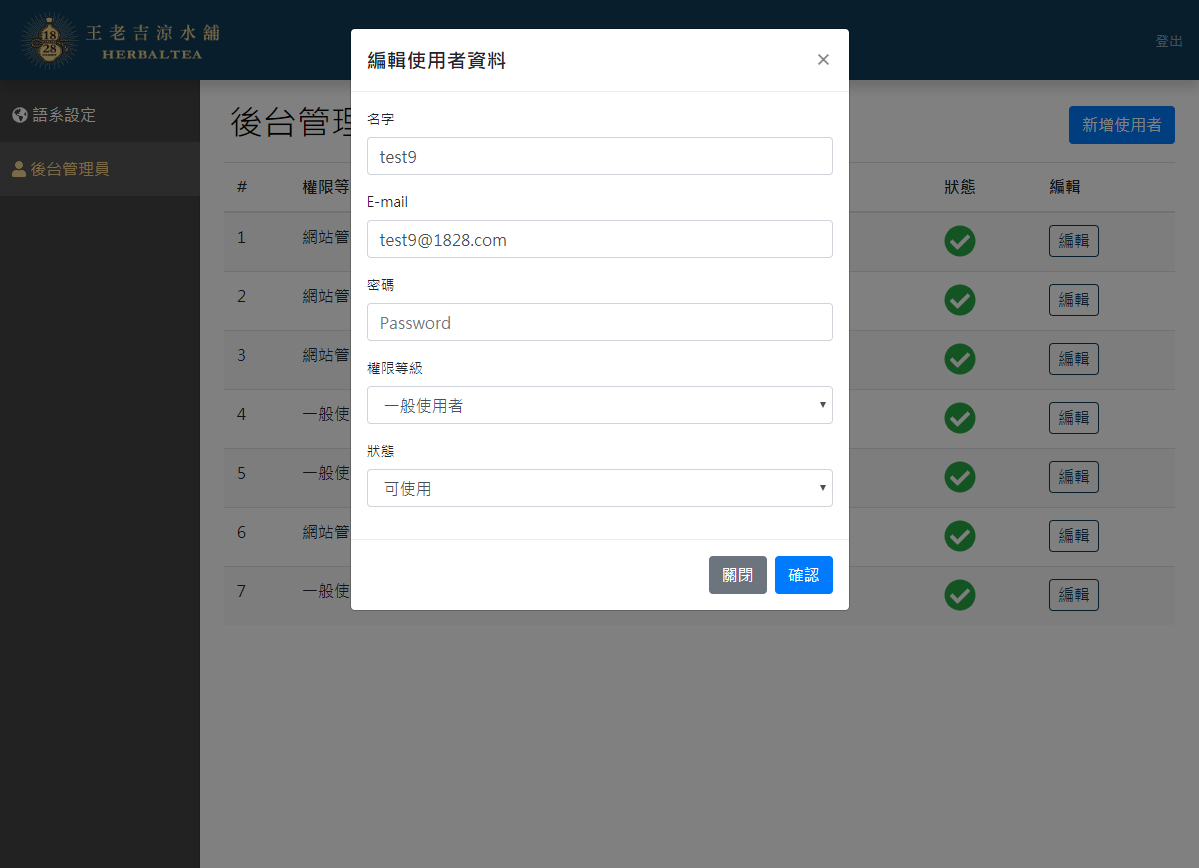 1828
王老吉涼水舖
HERBALTEA
登出
語系設定
後台管理員
後台管理
新增使用者
# 權限等 狀態 編輯
1 網站管 編輯
2 網站管 編輯
3 網站管 編輯
4 一般使 編輯
5 一般使 編輯
6 網站管 編輯
7 一般使 編輯
編輯使用者資料 ×
名字
test9
E-mail
test9@1828.com
密碼
Password
權限等級
一般使用者
狀態
可使用
關閉 確認